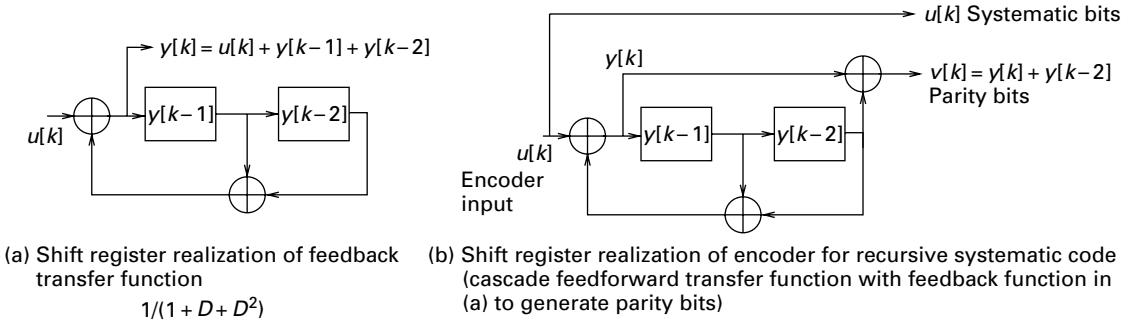 y[k] = u[k] + y[k−1] + y[k−2]
y[k−1]
y[k−2]
u[k]
(a) Shift register realization of feedback
transfer function
1/(1 + D + D²)
u[k] Systematic bits
y[k]
v[k] = y[k] + y[k−2]
Parity bits
y[k−1]
y[k−2]
u[k]
Encoder
input
(b) Shift register realization of encoder for recursive systematic code
(cascade feedforward transfer function with feedback function in
(a) to generate parity bits)